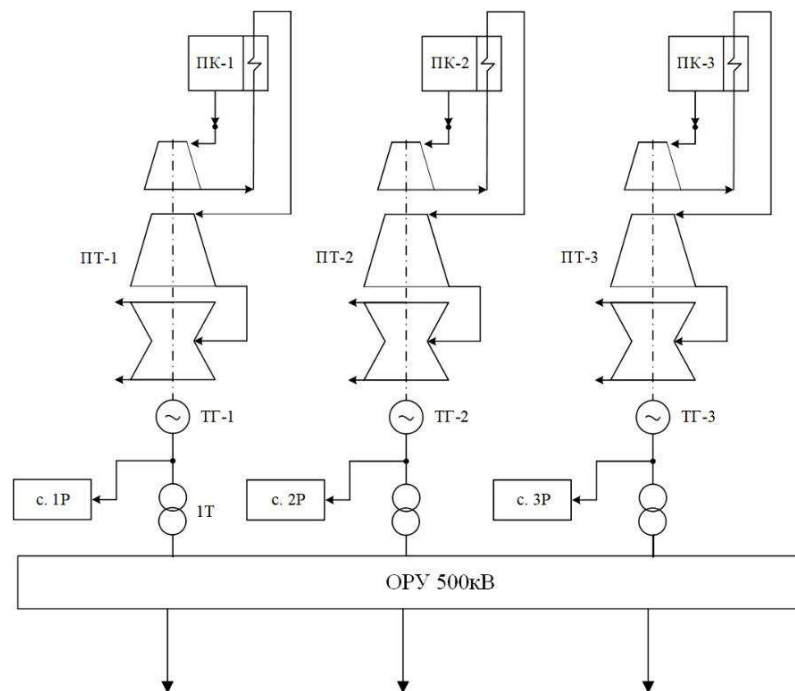 ПК-1
ПК-2
ПК-3
ПТ-1
ПТ-2
ПТ-3
ТГ-1
ТГ-2
ТГ-3
с. 1Р
1Т
с. 2Р
с. 3Р
ОРУ 500кВ